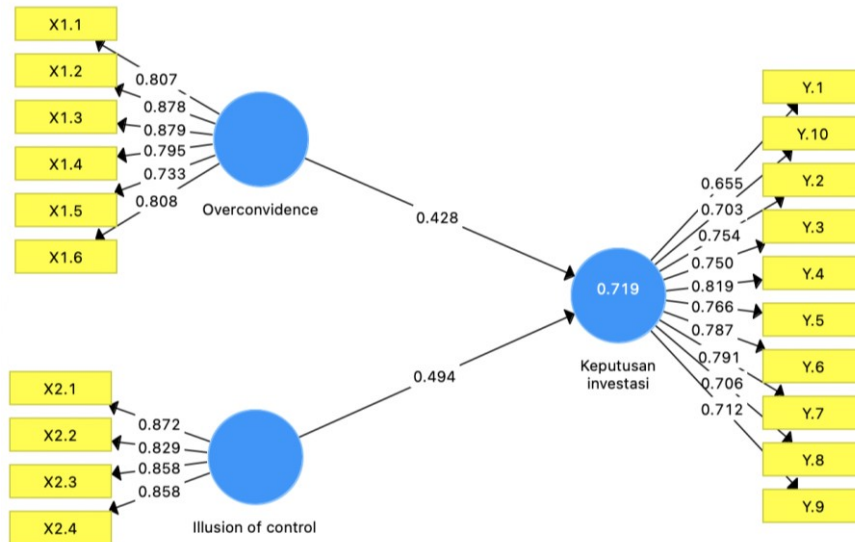 X1.1
X1.2
X1.3
X1.4
X1.5
X1.6
0.807
0.878
0.879
0.795
0.733
0.808
Overconvidence
0.428
X2.1
X2.2
X2.3
X2.4
0.872
0.829
0.858
0.858
Illusion of control
0.494
0.719
Keputusan
investasi
0.655
0.703
0.754
0.750
0.819
0.766
0.787
0.791
0.706
0.712
Y.1
Y.10
Y.2
Y.3
Y.4
Y.5
Y.6
Y.7
Y.8
Y.9